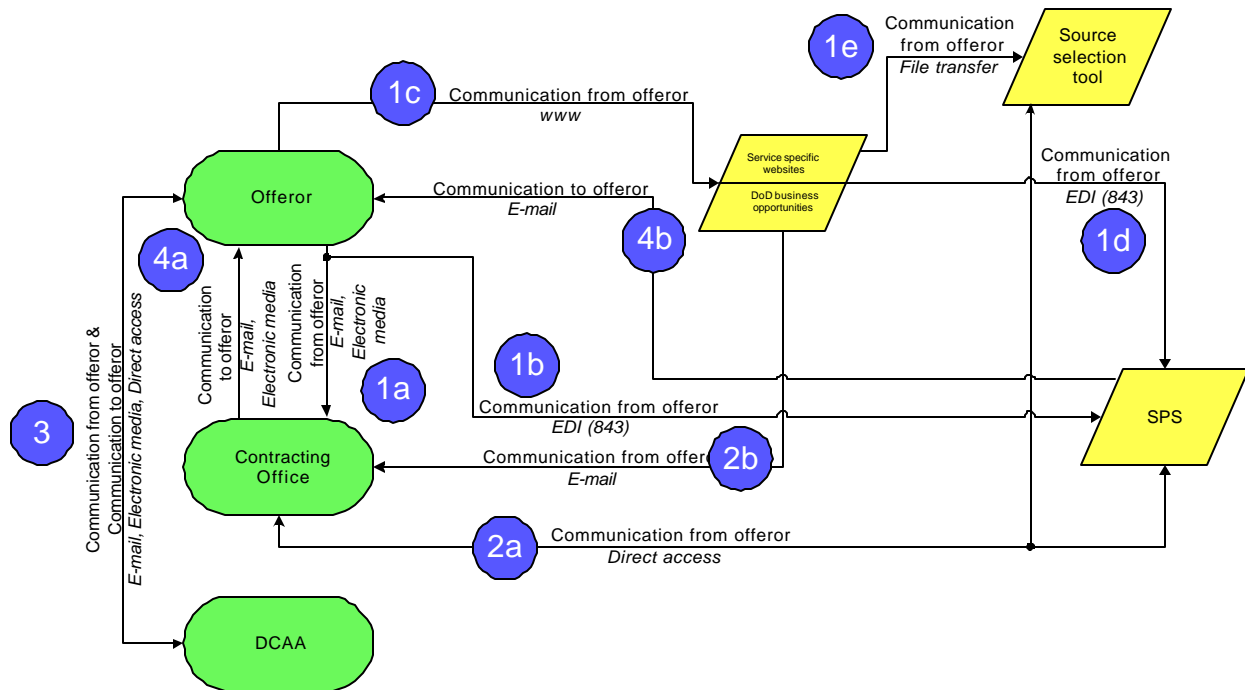 1e
Communication
from offeror
File transfer
Source
selection
tool
1c
Communication from offeror
www
Service specific
websites
DoD business
opportunities
Communication
from offeror
EDI (843)
1d
Offeror
Communication to offeror
E-mail
4b
4a
Communication
to offeror
E-mail,
Electronic media
Communication
from offeror
E-mail,
Electronic
media
1a
1b
Communication from offeror
EDI (843)
SPS
3
Communication from offeror &
Communication to offeror
E-mail, Electronic media, Direct access
Contracting
Office
Communication from offero
E-mail
2b
2a
Communication from offeror
Direct access
DCAA